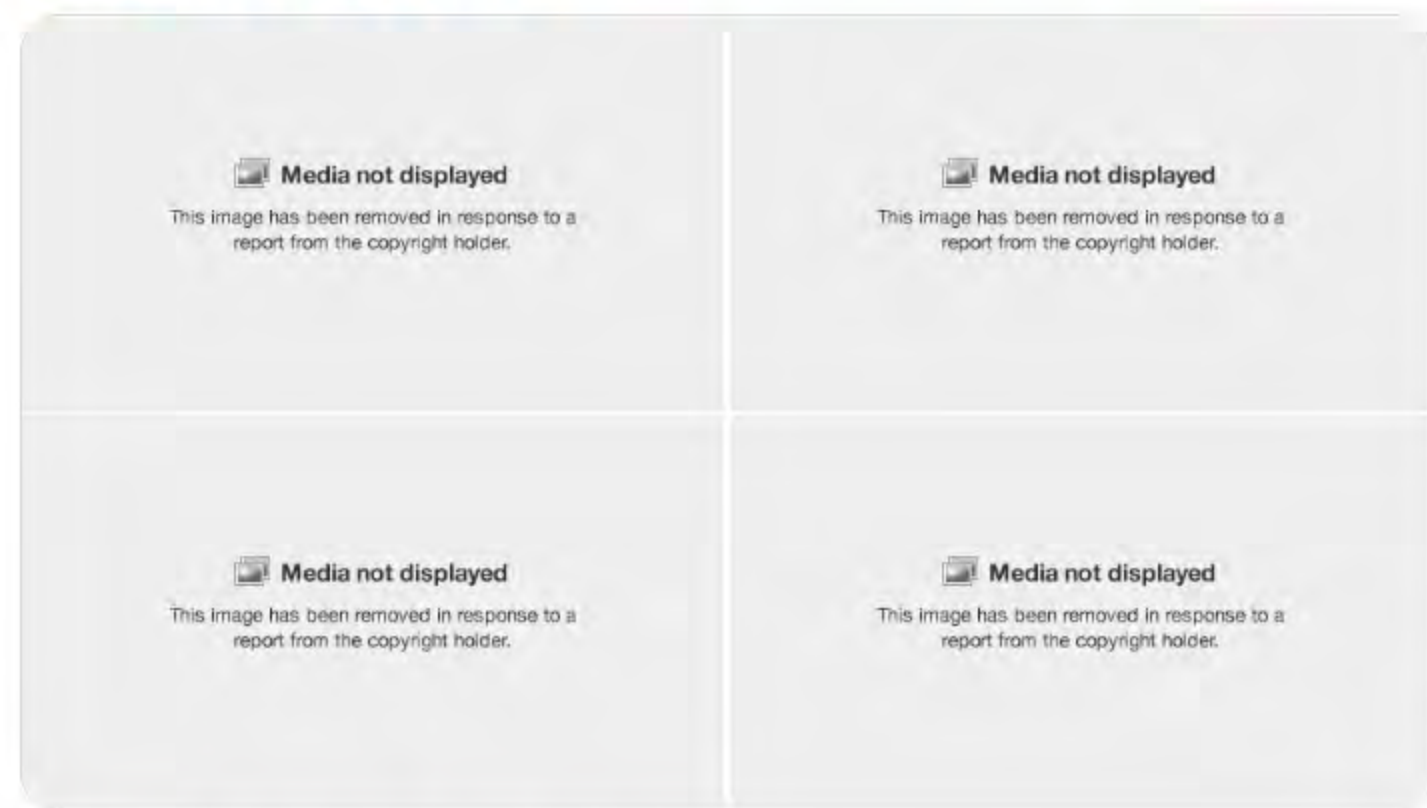 Media not displayed
This image has been removed in response to a
report from the copyright holder.
Media not displayed
This image has been removed in response to a
report from the copyright holder.
Media not displayed
This image has been removed in response to a
report from the copyright holder.
Media not displayed
This image has been removed in response to a
report from the copyright holder.